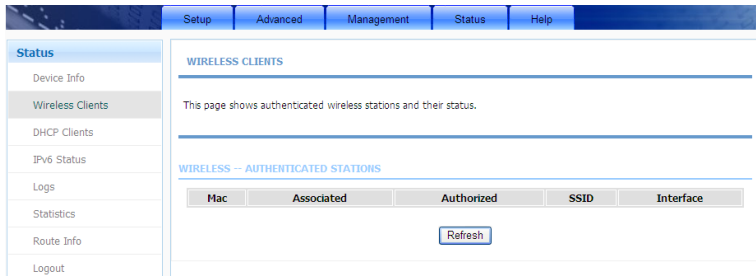 Setup Advanced Management Status Help
Status
Device Info
Wireless Clients
DHCP Clients
IPv6 Status
Logs
Statistics
Route Info
Logout
WIRELESS CLIENTS
This page shows authenticated wireless stations and their status.
WIRELESS -- AUTHENTICATED STATIONS
Mac Associated Authorized SSID Interface
Refresh